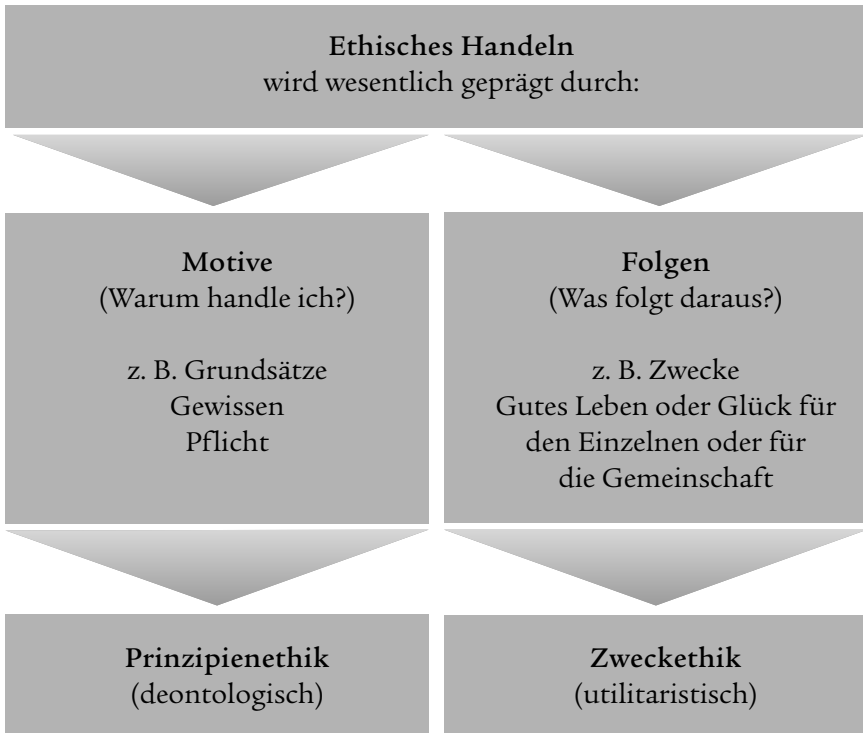 Ethisches Handeln
wird wesentlich geprägt durch:
Motive
(Warum handle ich?)
z. B. Grundsätze
Gewissen
Pflicht
Folgen
(Was folgt daraus?)
z. B. Zwecke
Gutes Leben oder Glück für
den Einzelnen oder für
die Gemeinschaft
Prinzipienethik
(deontologisch)
Zweckethik
(utilitaristisch)